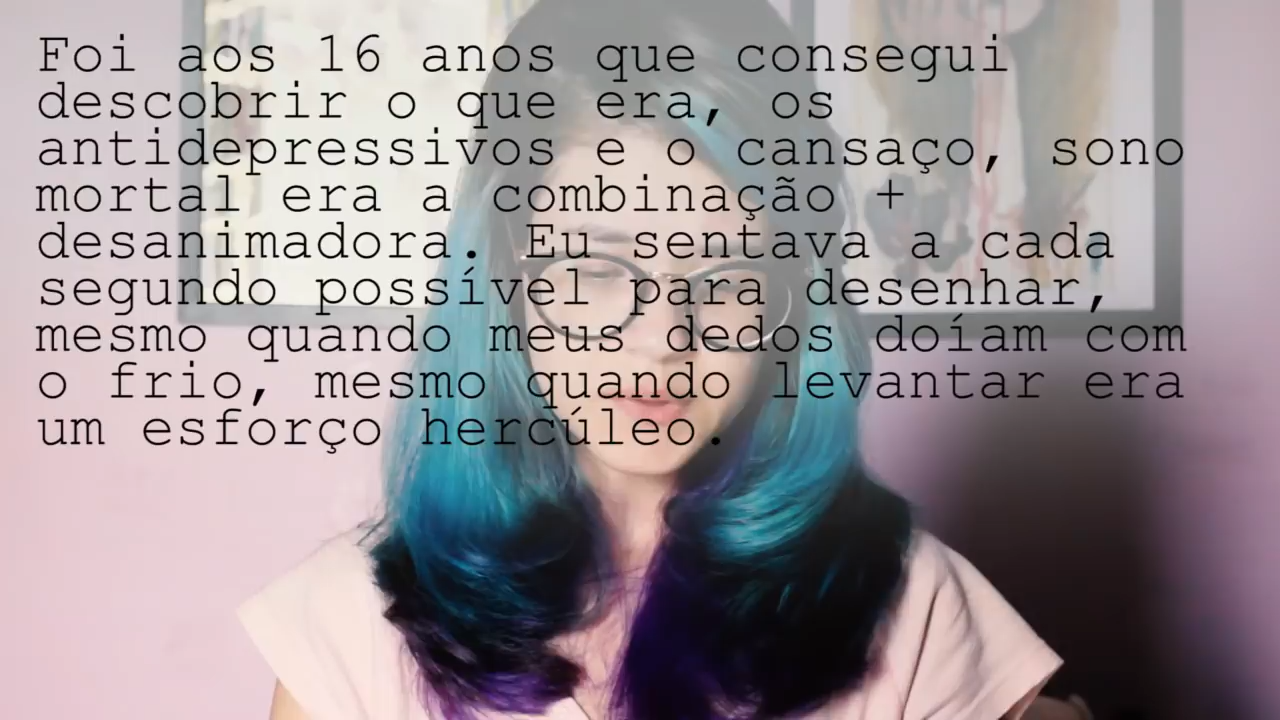 Foi aos 16 anos que consegui
descobrir o que era, os
antidepressivos e o cansaço, sono
mortal era a combinação +
desanimadora. Eu sentava a cada
segundo possível para desenhar,
mesmo quando meus dedos doíam com
o frio, mesmo quando levantar era
um esforço hercúleo.